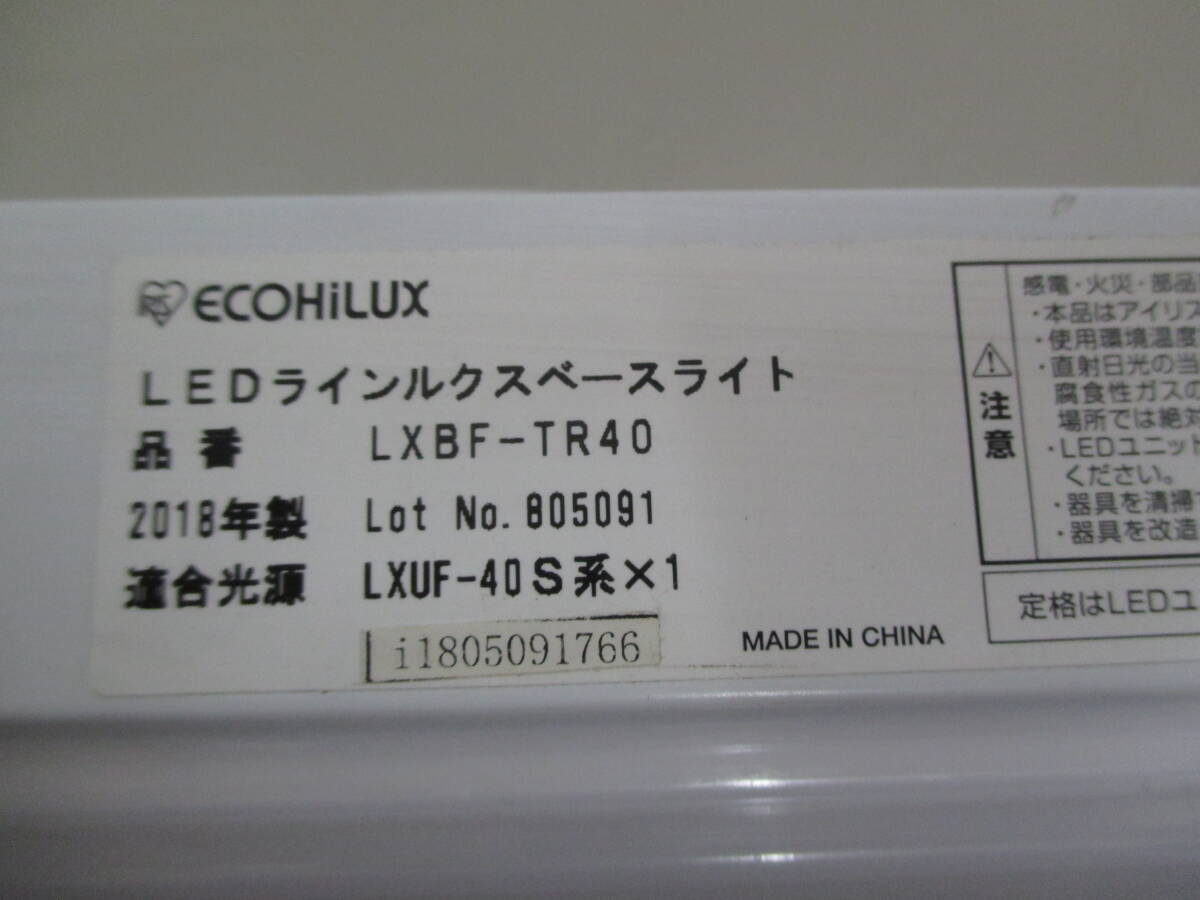 ECOHiLUX
LEDラインルクスベースライト
品番 LXBF-TR40
2018年製 Lot No. 805091
適合光源 LXUF-40S系×1
i1805091766
MADE IN CHINA
注意
感電・火災・部品
・本品はアイリス
・使用環境温度
・直射日光の当
腐食性ガスの
場所では絶対
・LEDユニット
ください。
・器具を清掃
・器具を改造
定格はLEDユ